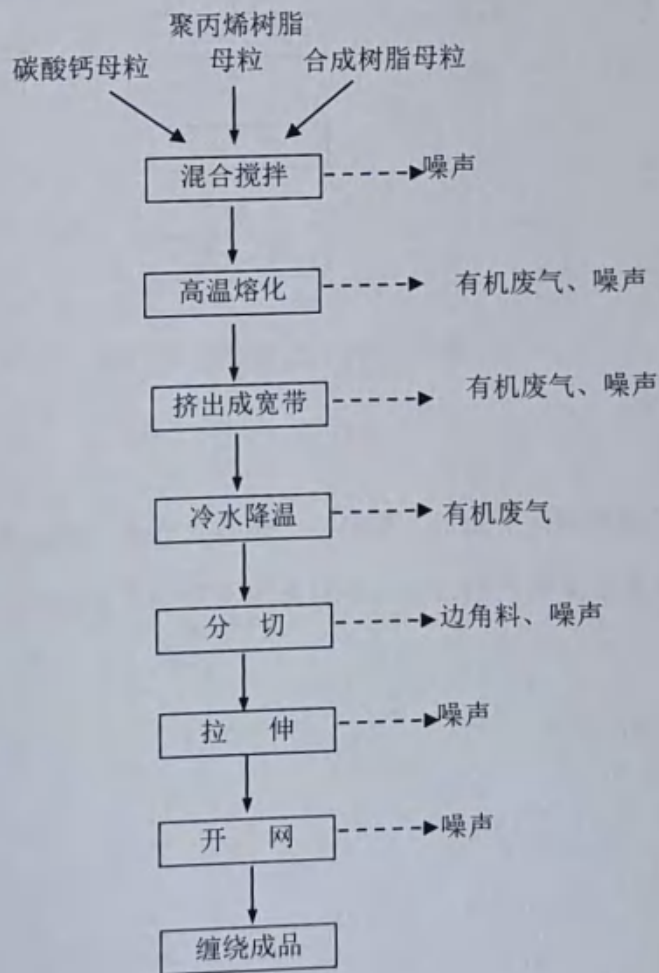 聚丙烯树脂
母粒
碳酸钙母粒
合成树脂母粒
混合搅拌
噪声
高温熔化
有机废气、噪声
挤出成宽带
有机废气、噪声
冷水降温
有机废气
分 切
边角料、噪声
拉 伸
噪声
开 网
噪声
缠绕成品